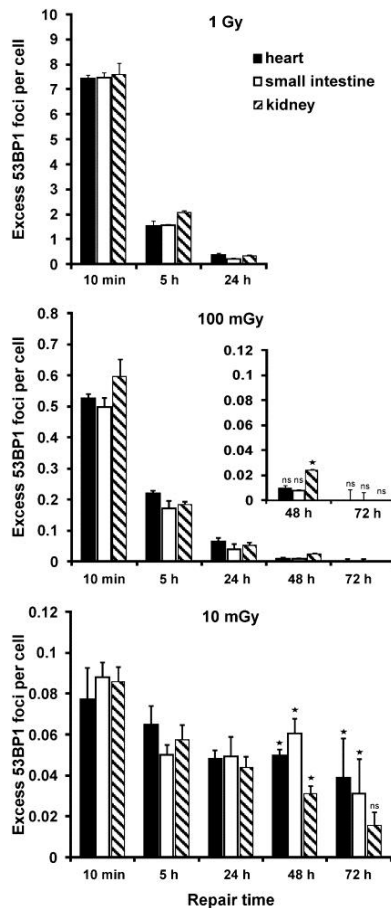 1 Gy
heart
small intestine
kidney
Excess 53BP1 foci per cell
9
8
7
6
5
4
3
2
1
0
10 min 5 h 24 h
100 mGy
Excess 53BP1 foci per cell
0.8
0.7
0.6
0.5
0.4
0.3
0.2
0.1
0
0.12
0.1
0.08
0.06
0.04
0.02
0
ns ns ★ ns ns ns
48 h 72 h
10 min 5 h 24 h 48 h 72 h
10 mGy
Excess 53BP1 foci per cell
0.12
0.1
0.08
0.06
0.04
0.02
0
★ ★ ★ ★ ★ ns
10 min 5 h 24 h 48 h 72 h
Repair time